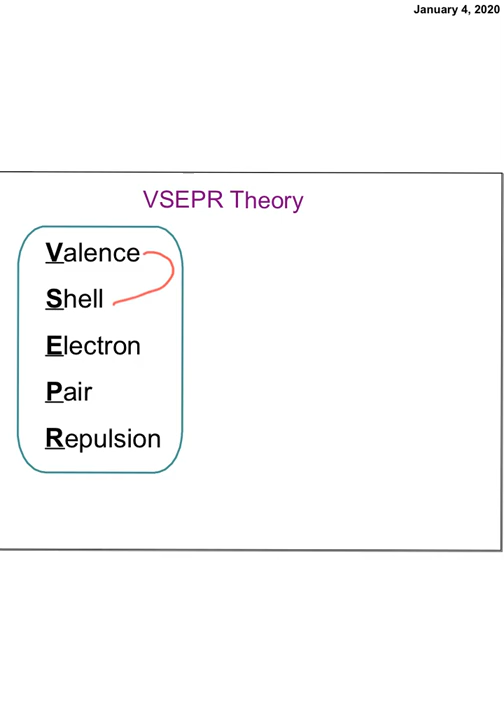 January 4, 2020
VSEPR Theory
Valence
Shell
Electron
Pair
Repulsion